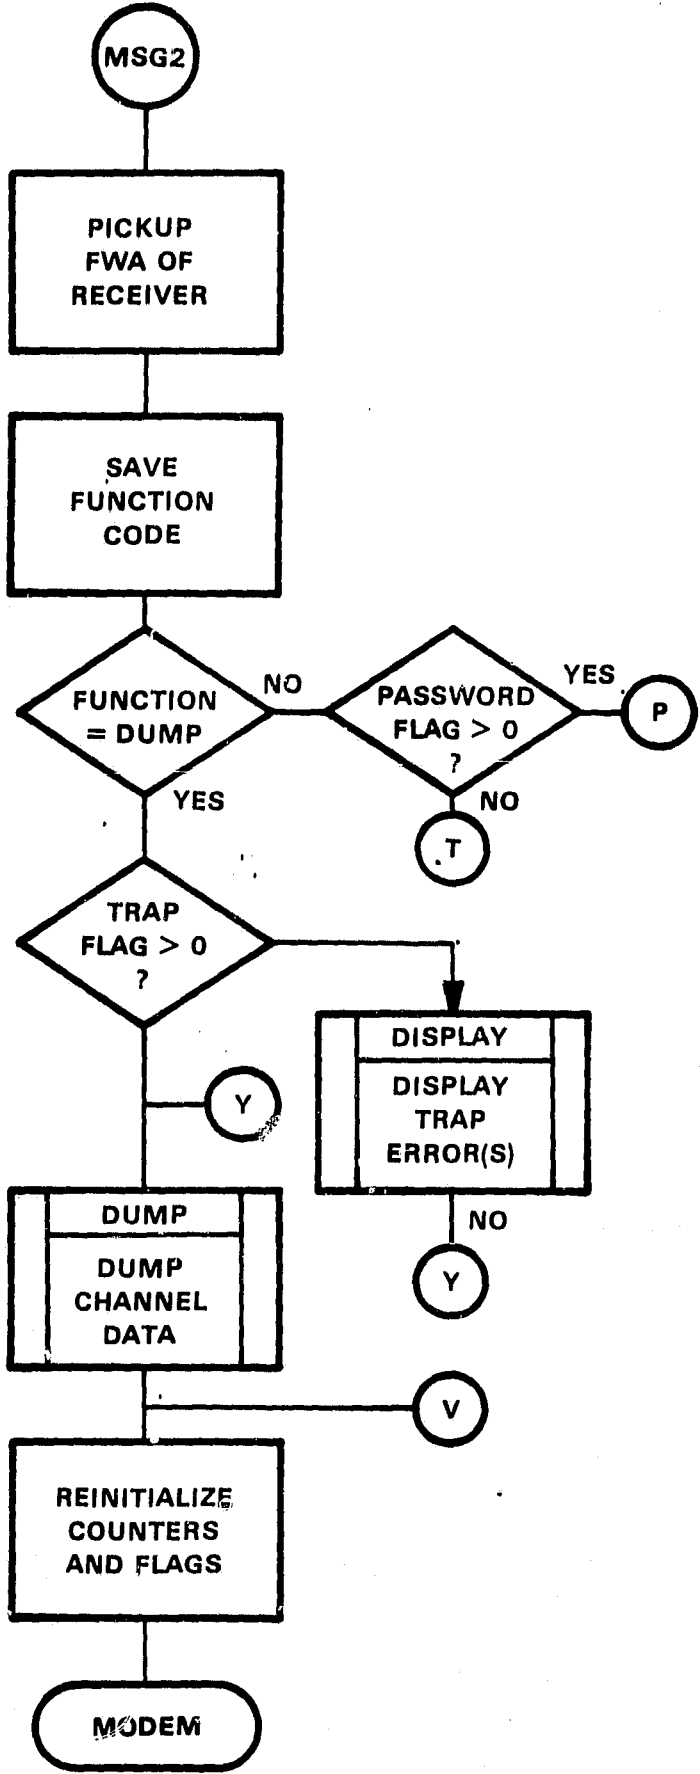 MSG2
PICKUP
FWA OF
RECEIVER
SAVE
FUNCTION
CODE
FUNCTION
= DUMP
NO
YES
PASSWORD
FLAG > 0
?
YES
P
NO
T
TRAP
FLAG > 0
?
DISPLAY
DISPLAY
TRAP
ERROR(S)
NO
Y
Y
DUMP
DUMP
CHANNEL
DATA
V
REINITIALIZE
COUNTERS
AND FLAGS
MODEM